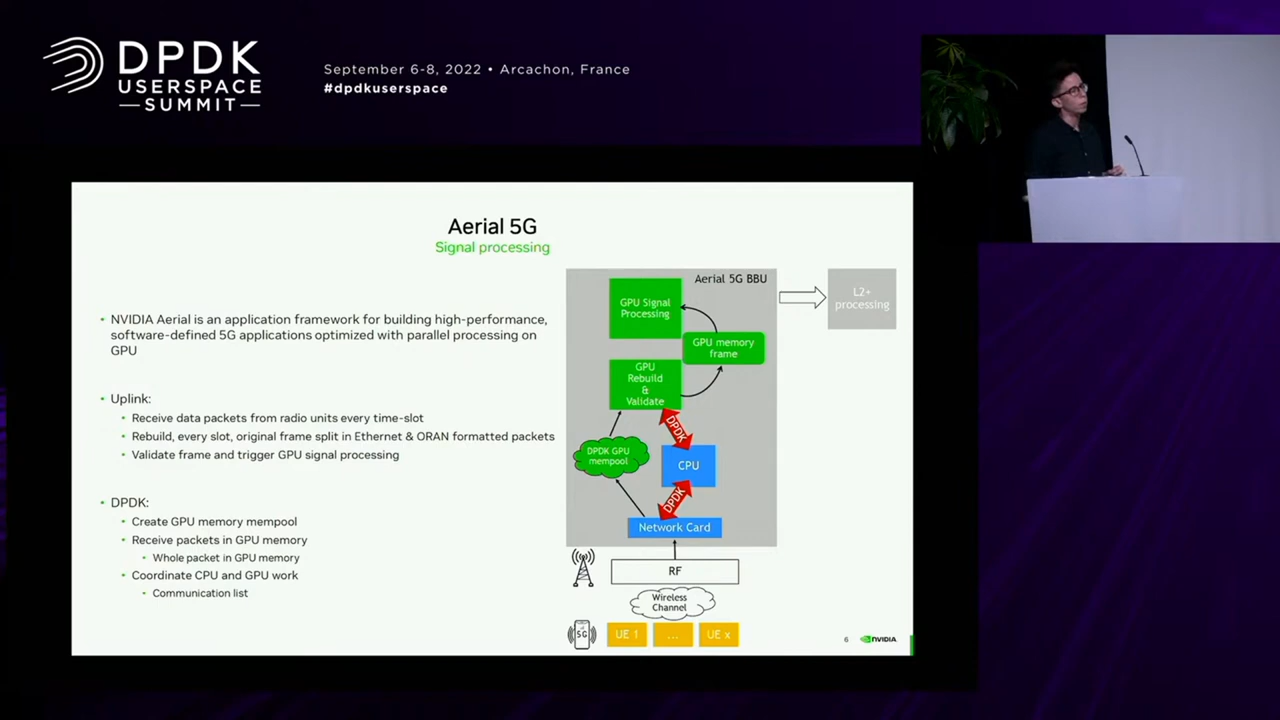 DPDK
USERSPACE
SUMMIT
September 6-8, 2022 • Arcachon, France
#dpdkuserspace
Aerial 5G
Signal processing
• NVIDIA Aerial is an application framework for building high-performance,
software-defined 5G applications optimized with parallel processing on
GPU
• Uplink:
• Receive data packets from radio units every time-slot
• Rebuild, every slot, original frame split in Ethernet & ORAN formatted packets
• Validate frame and trigger GPU signal processing
• DPDK:
• Create GPU memory mempool
• Receive packets in GPU memory
• Whole packet in GPU memory
• Coordinate CPU and GPU work
• Communication list
Aerial 5G BBU
GPU Signal
Processing
GPU memory
frame
GPU
Rebuild
&
Validate
DPDK
DPDK GPU
mempool
CPU
DPDK
Network Card
L2+
processing
RF
Wireless
Channel
5G
UE 1
...
UE x
6
NVIDIA